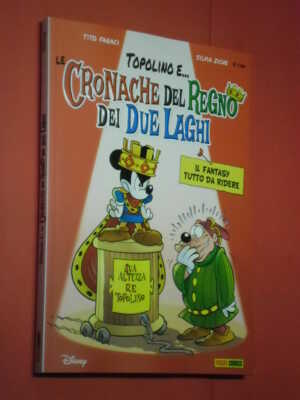 TITO FARACI
SILVIA ZICHE
TOPOLINO E...
LE
CRONACHE DEL REGNO
DEI DUE LAGHI
IL FANTASY
TUTTO DA RIDERE
SUA
ALTEZZA
RE
TOPOLINO
Disney
PANINI COMICS